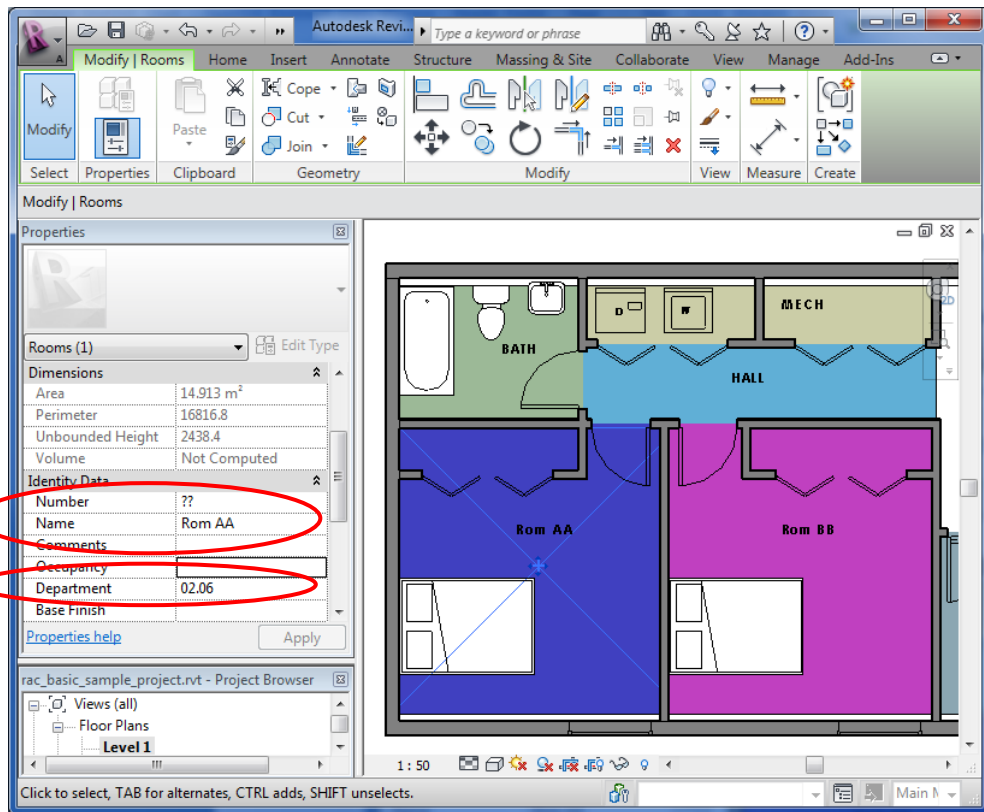 Autodesk Revi...
Type a keyword or phrase
Modify | Rooms Home Insert Annotate Structure Massing & Site Collaborate View Manage Add-Ins
Modify
Paste
Cope
Cut
Join
Select Properties Clipboard Geometry Modify View Measure Create
Modify | Rooms
Properties
Rooms (1)
Edit Type
Dimensions
Area 14.913 m²
Perimeter 16816.8
Unbounded Height 2438.4
Volume Not Computed
Identity Data
Number ??
Name Rom AA
Comments
Occupancy
Department 02.06
Base Finish
Properties help
Apply
rac_basic_sample_project.rvt - Project Browser
Views (all)
Floor Plans
Level 1
BATH
D
W
MECH
HALL
Rom AA
Rom BB
2D
1 : 50
Click to select, TAB for alternates, CTRL adds, SHIFT unselects.
Main